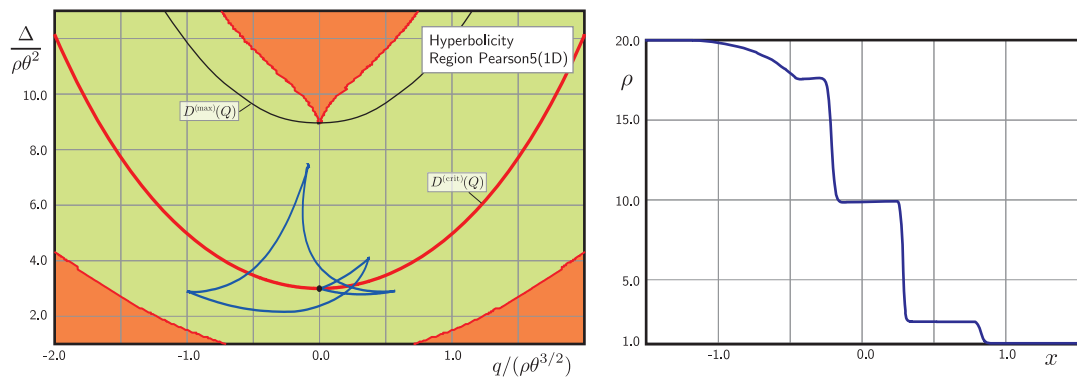 Δ
ρθ²
10.0
8.0
6.0
4.0
2.0
-2.0
-1.0
0.0
1.0
q/(ρθ^{3/2})
Hyperbolicity
Region Pearson5(1D)
D^{(max)}(Q)
D^{(crit)}(Q)
20.0
ρ
15.0
10.0
5.0
1.0
-1.0
0.0
1.0
x